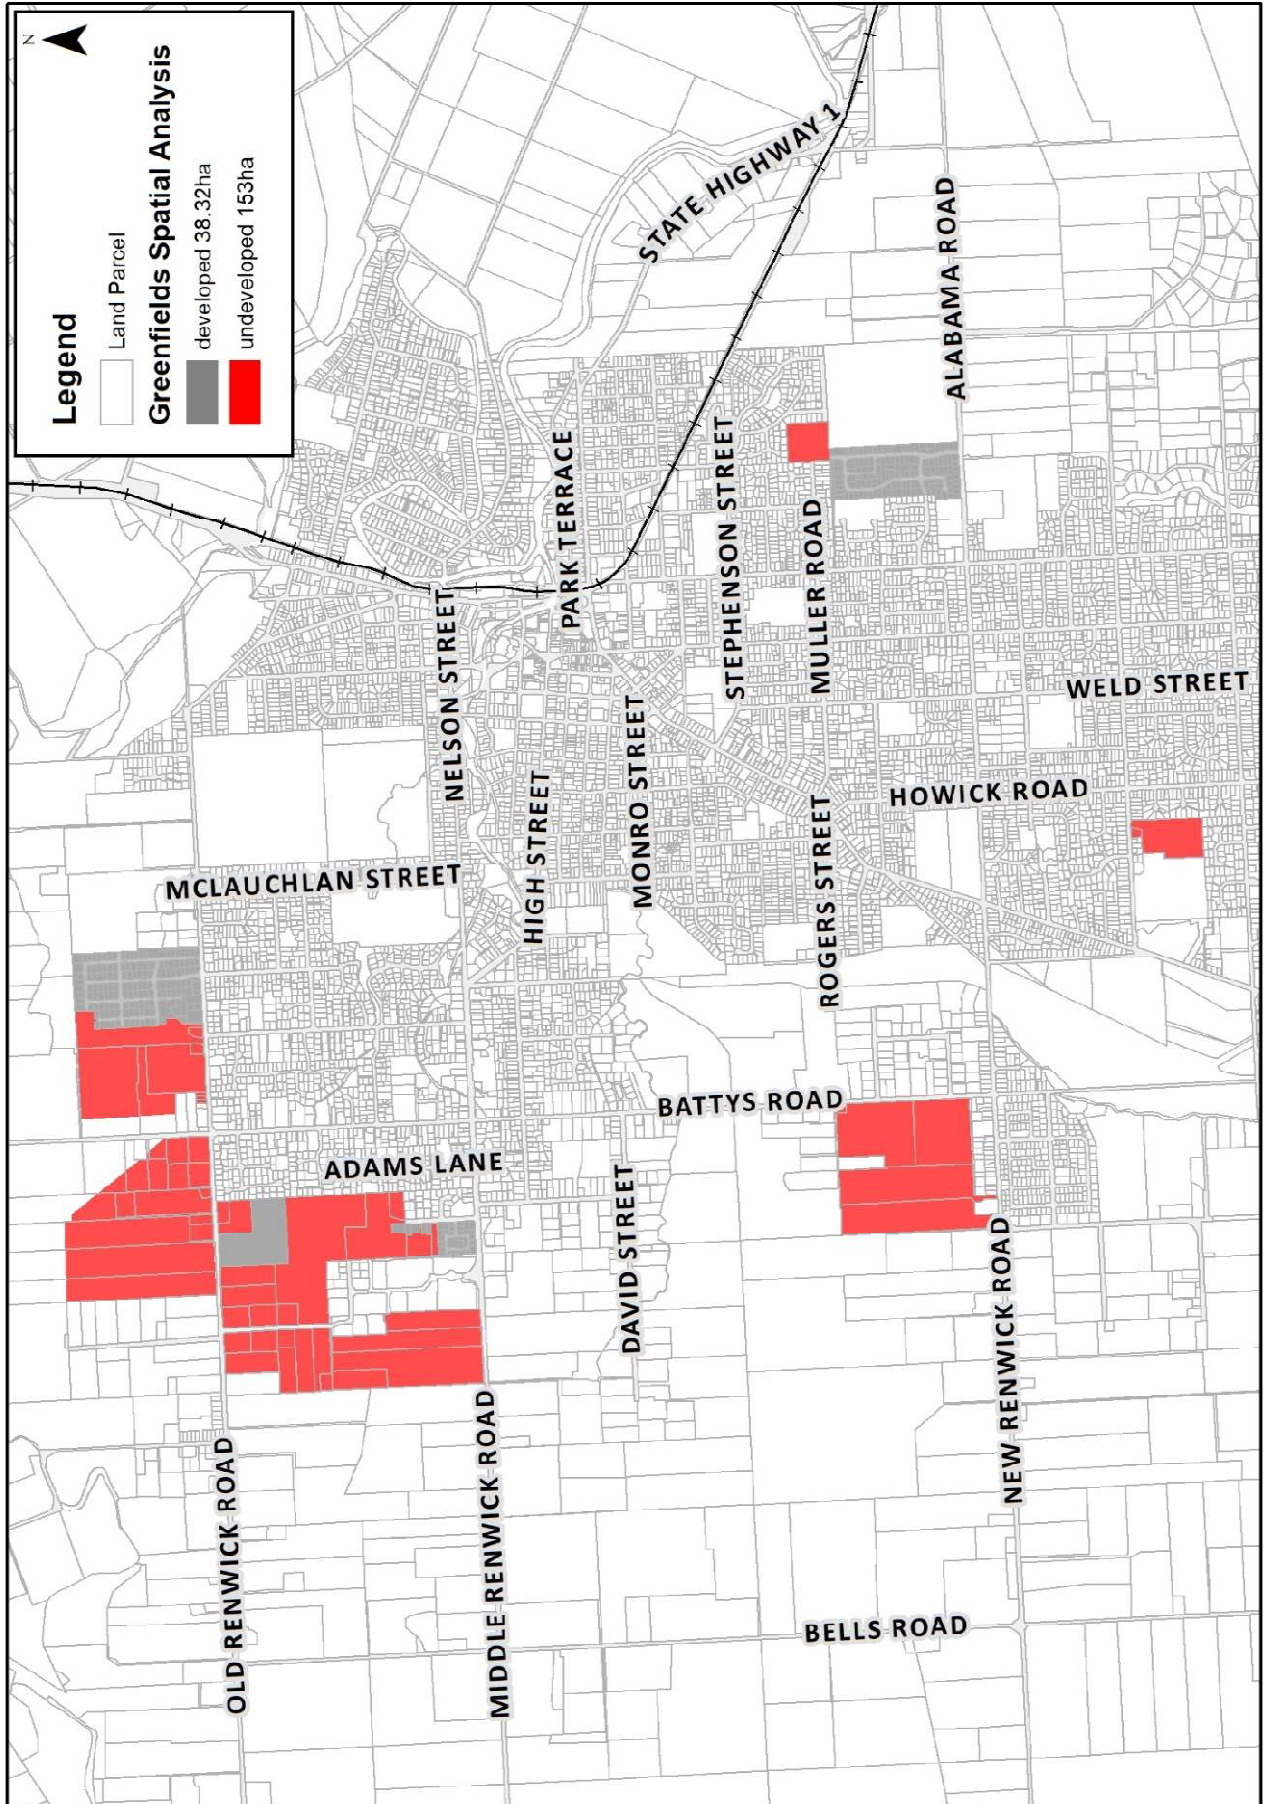 N
Legend
Land Parcel
Greenfields Spatial Analysis
developed 38.32ha
undeveloped 153ha
STATE HIGHWAY 1
ALABAMA ROAD
PARK TERRACE
STEPHENSON STREET
MULLER ROAD
NELSON STREET
WELD STREET
MONRO STREET
HIGH STREET
HOWICK ROAD
MCLAUCHLAN STREET
ROGERS STREET
BATTYS ROAD
ADAMS LANE
DAVID STREET
NEW RENWICK ROAD
OLD RENWICK ROAD
MIDDLE RENWICK ROAD
BELLS ROAD